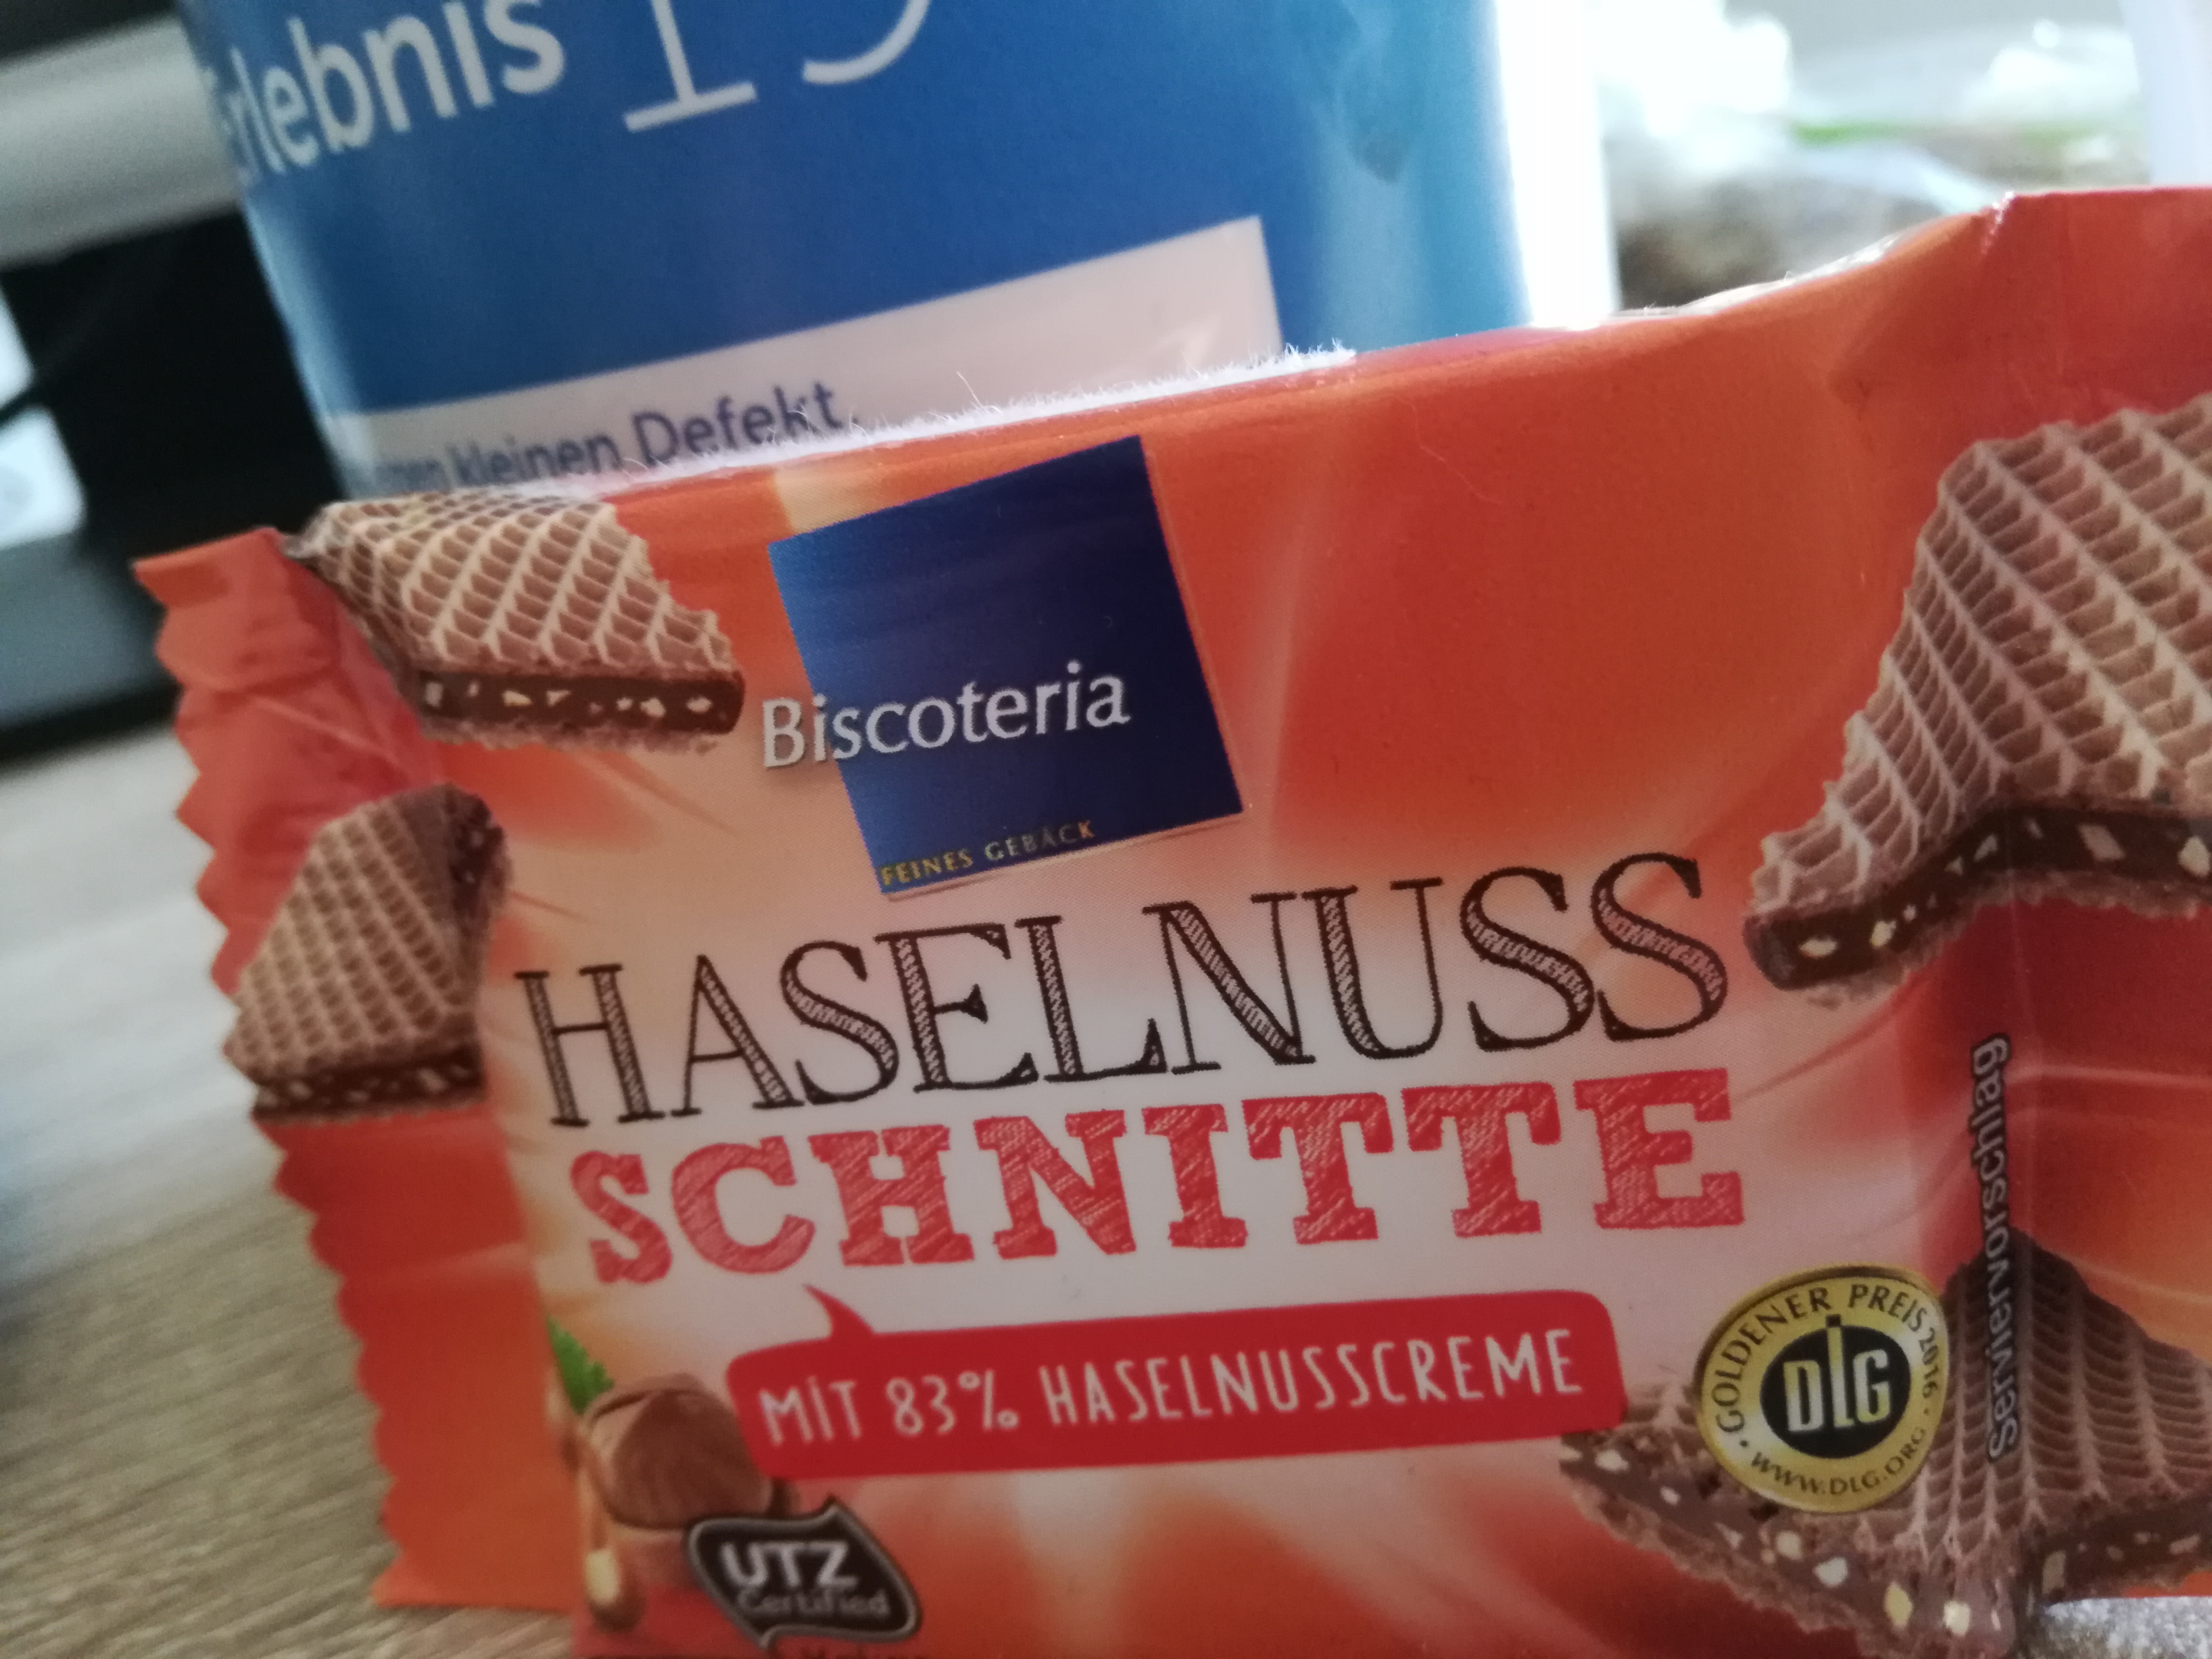 Erlebnis 15
kleinen Defekt
Biscoteria
FEINES GEBÄCK
HASELNUSS
SCHNITTE
MIT 83% HASELNUSSCREME
GOLDENER PREIS 2016
DLG
WWW.DLG.ORG
Serviervorschlag
UTZ
Certified